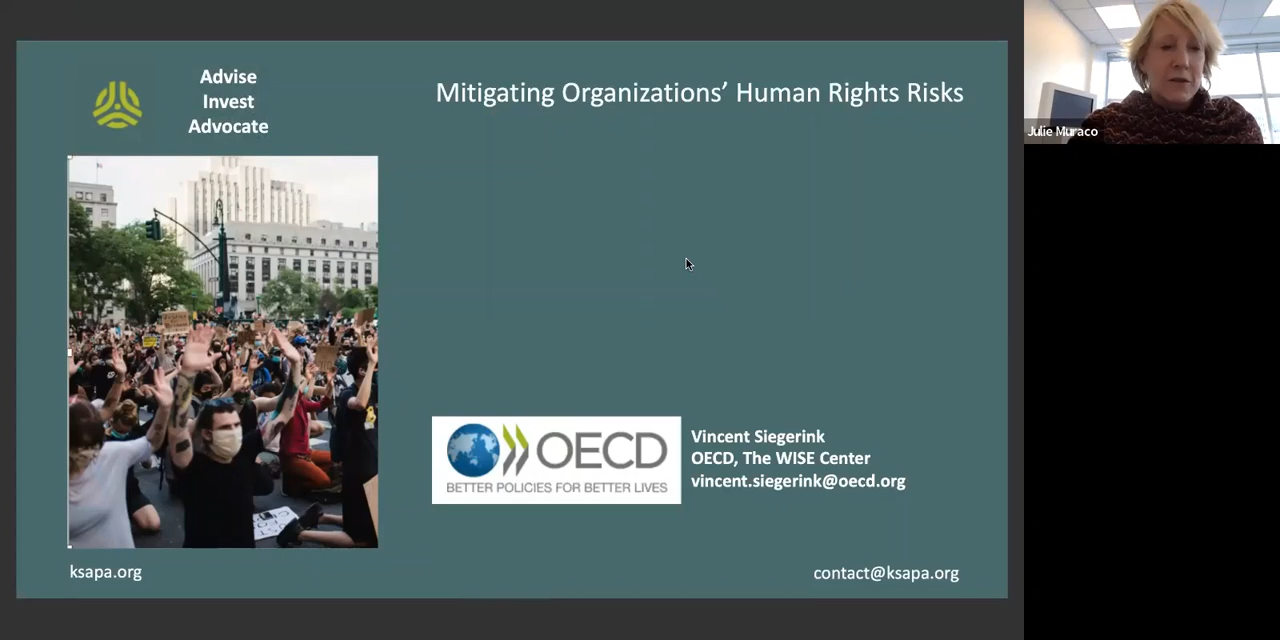 Advise
Invest
Advocate
Mitigating Organizations’ Human Rights Risks
Julie Muraco
OECD
BETTER POLICIES FOR BETTER LIVES
Vincent Siegerink
OECD, The WISE Center
vincent.siegerink@oecd.org
ksapa.org
contact@ksapa.org